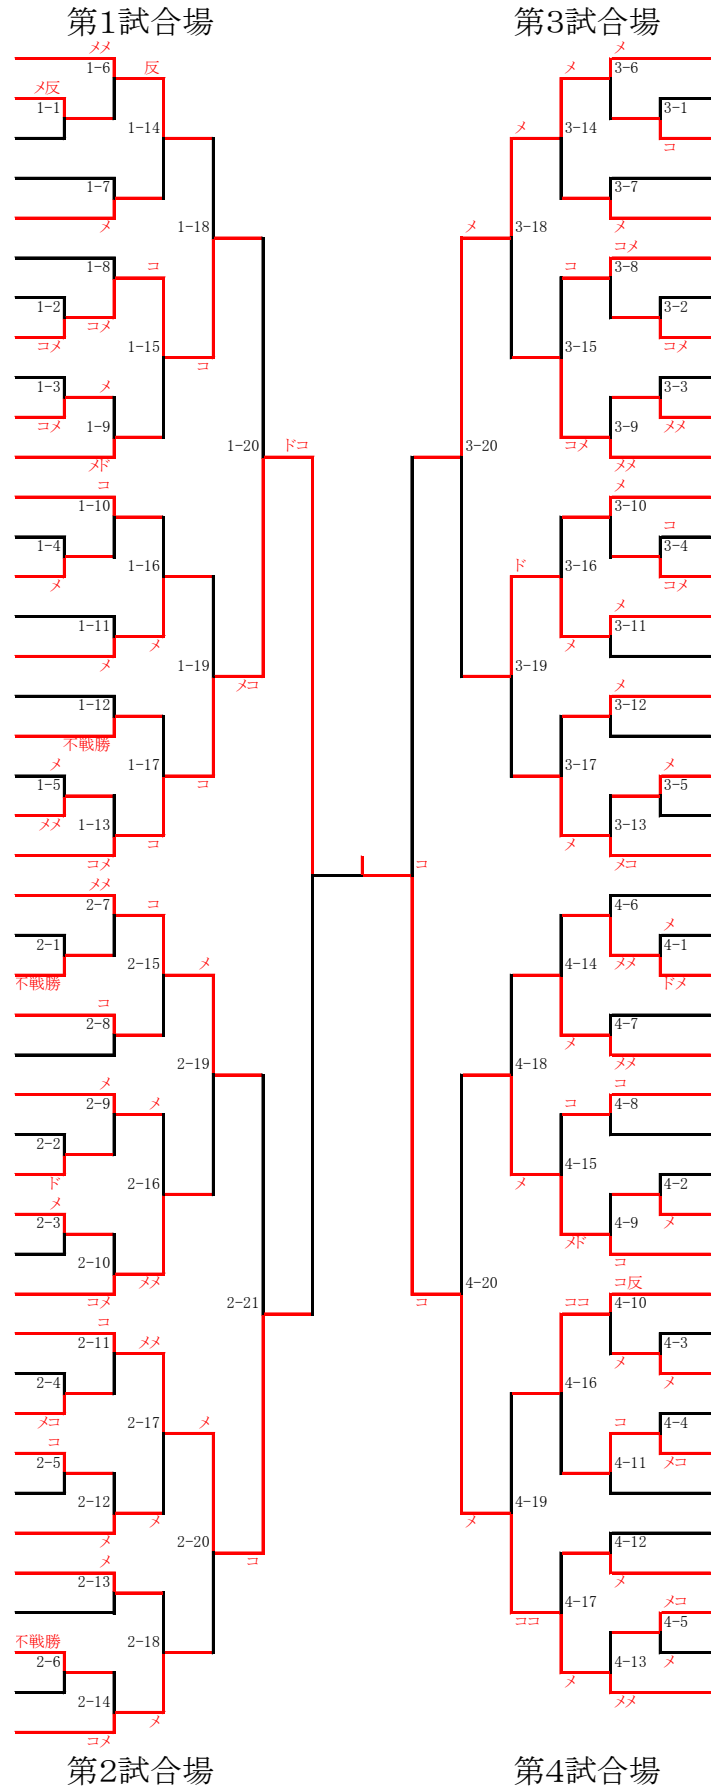 第1試合場
第3試合場
メメ
メ
1-6
反
メ
3-6
メ反
1-1
3-1
1-14
メ
3-14
コ
1-7
3-7
メ
1-18
メ
3-18
メ
コメ
1-8
コ
コ
3-8
1-2
3-2
コメ
コメ
1-15
3-15
コメ
コ
1-3
メ
3-3
コメ
1-9
3-9
メメ
1-20
ドコ
3-20
コメ
メド
メメ
コ
メ
1-10
3-10
コ
1-4
3-4
1-16
ド
3-16
メ
コメ
メ
1-11
3-11
メ
メ
メ
1-19
3-19
メコ
メ
1-12
3-12
不戦勝
メ
1-17
3-17
メ
1-5
コ
3-5
メメ
1-13
3-13
コ
メ
コメ
メコ
コ
メメ
2-7
コ
4-6
メ
2-1
4-1
2-15
メ
4-14
メメ
不戦勝
ドメ
コ
2-8
4-7
メ
2-19
4-18
メメ
メ
コ
2-9
メ
コ
4-8
2-2
4-15
2-16
メ
4-2
ド
メ
2-3
4-9
メ
メド
2-10
コ
メメ
4-20
コ反
コメ
2-21
コ
ココ
4-10
コ
2-11
メメ
4-3
2-4
4-16
メ
メ
メコ
2-17
メ
コ
4-4
コ
2-5
4-11
メコ
2-12
4-19
メ
メ
メ
2-20
4-12
メ
コ
2-13
メ
4-17
メコ
ココ
4-5
不戦勝
2-18
2-6
4-13
メ
メ
2-14
メメ
メ
コメ
第2試合場
第4試合場